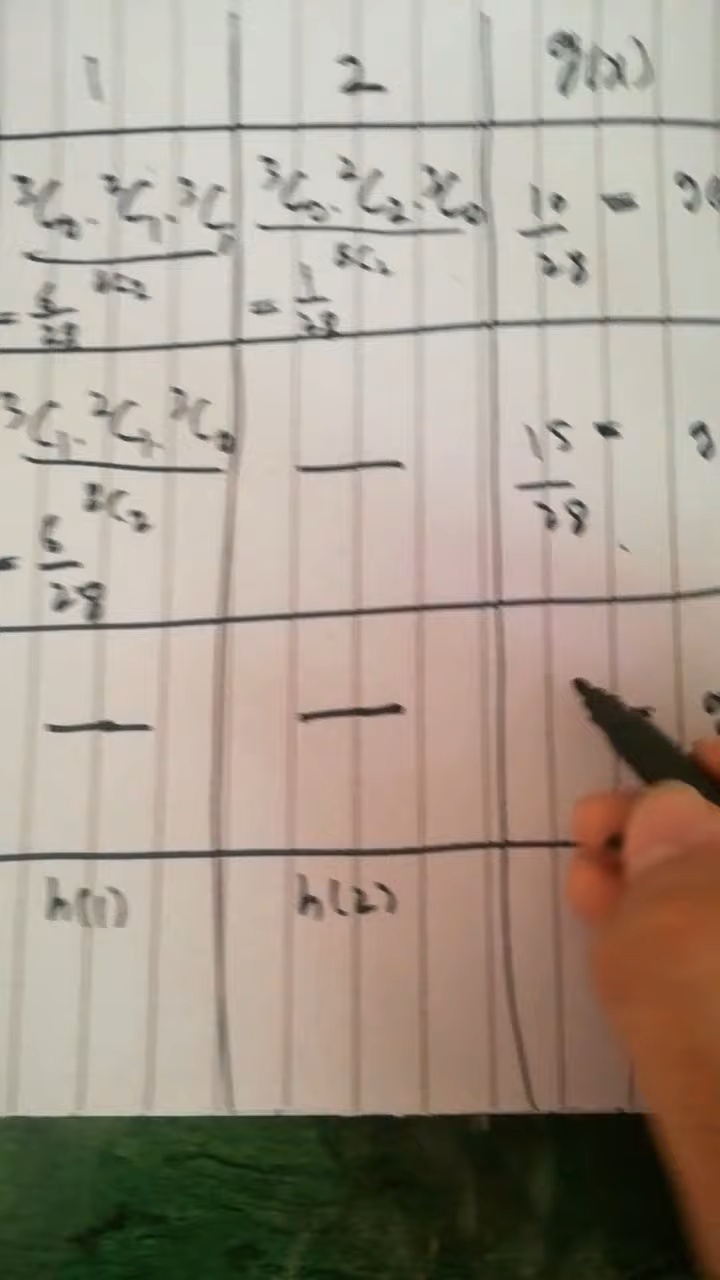 1 2 g(x)
³C₀.²C₁.³C₁ ³C₀.²C₂.³C₀ 10 =
⁸C₂ ⁸C₂ 28
= 6/28 = 1/28
³C₁.²C₁.³C₀ — 15 =
⁸C₂ 28
= 6/28
— —
h(1) h(2)